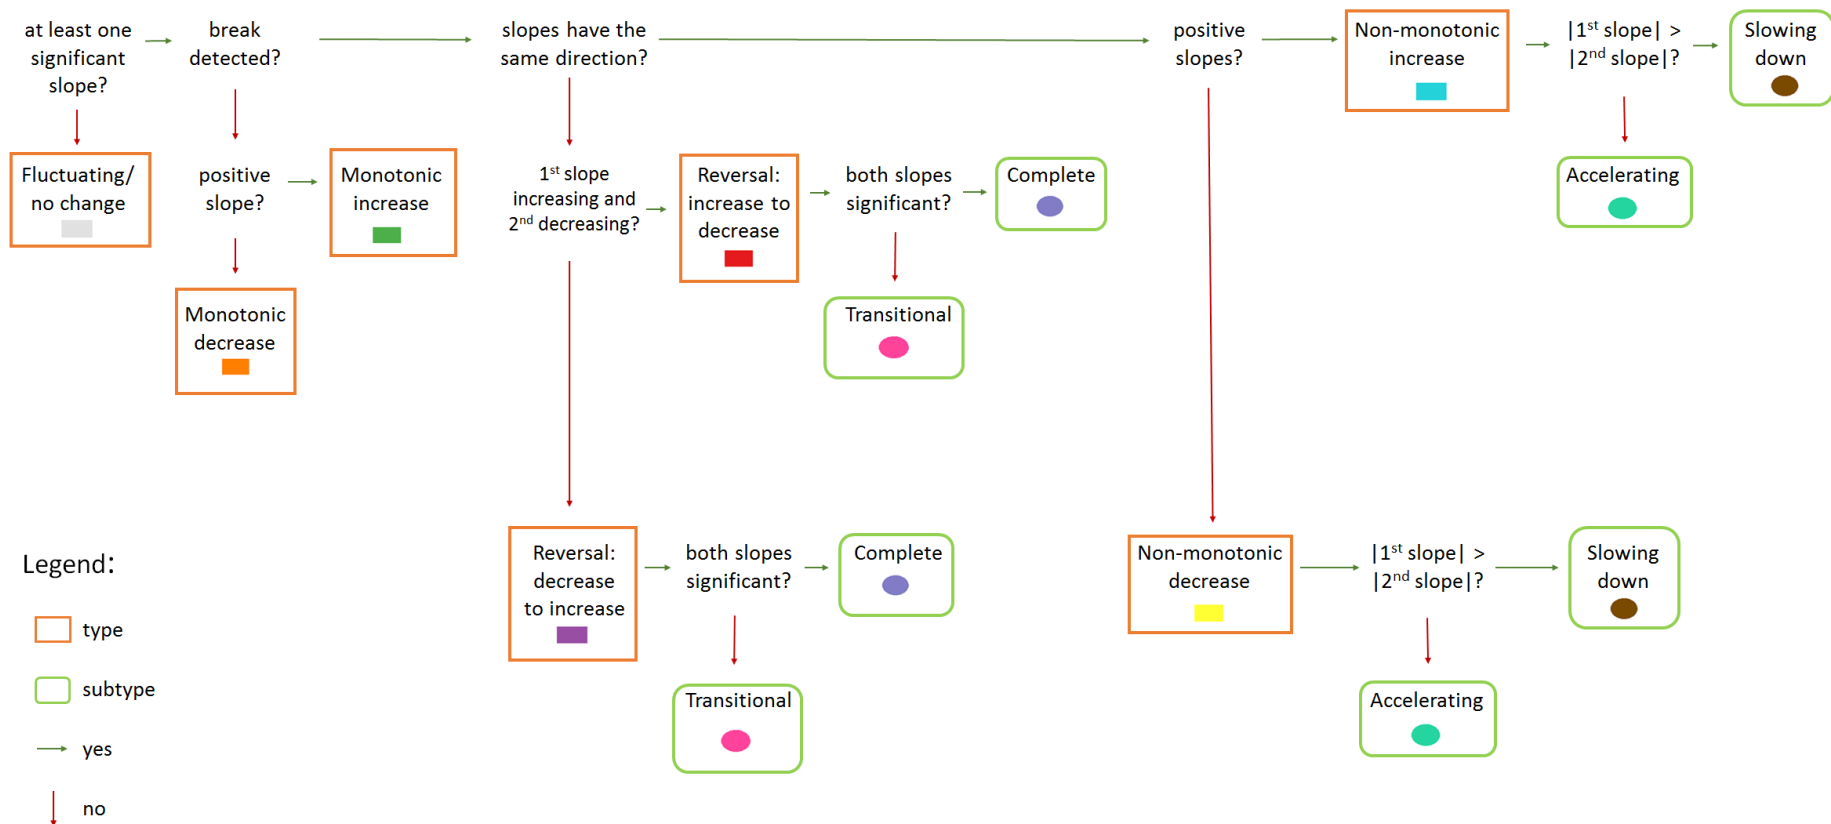 at least one
significant
slope?
break
detected?
slopes have the
same direction?
positive
slopes?
Non-monotonic
increase
|1st slope| >
|2nd slope|?
Slowing
down
Fluctuating/
no change
positive
slope?
Monotonic
increase
1st slope
increasing and
2nd decreasing?
Reversal:
increase to
decrease
both slopes
significant?
Complete
Accelerating
Monotonic
decrease
Transitional
Reversal:
decrease
to increase
both slopes
significant?
Complete
Non-monotonic
decrease
|1st slope| >
|2nd slope|?
Slowing
down
Transitional
Accelerating
Legend:
type
subtype
yes
no